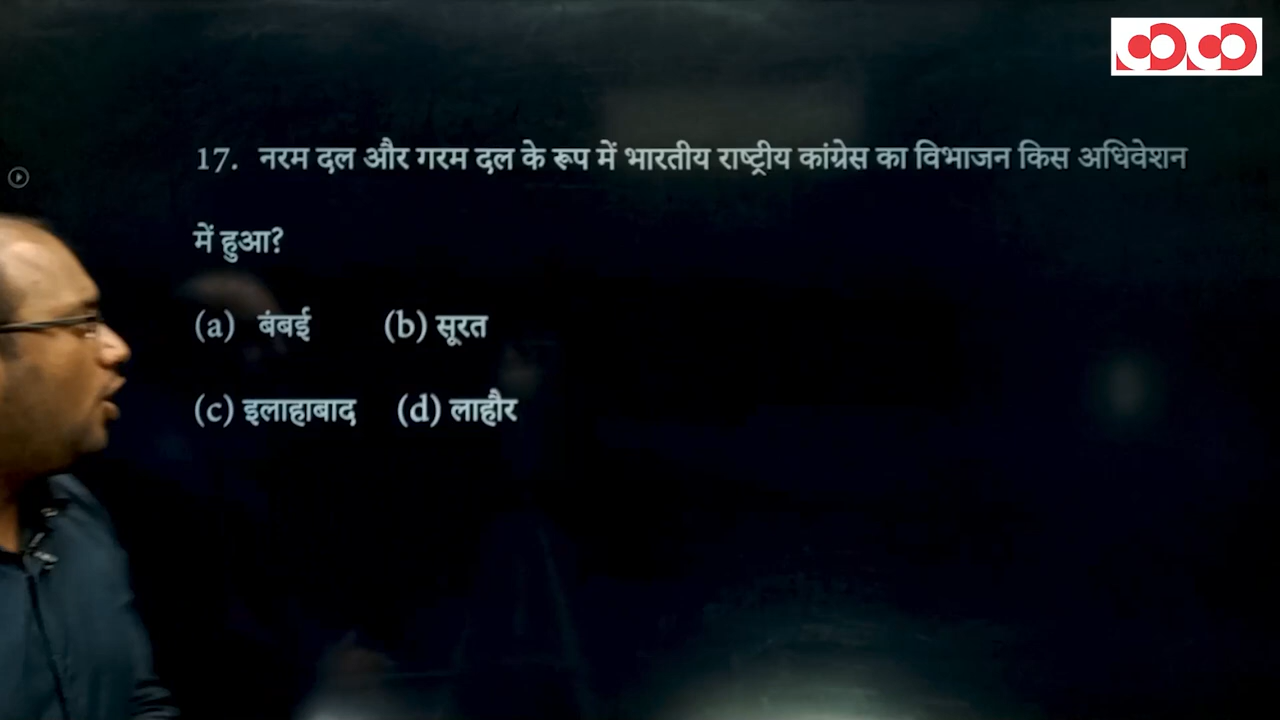 17. नरम दल और गरम दल के रूप में भारतीय राष्ट्रीय कांग्रेस का विभाजन किस अधिवेशन
में हुआ?
(a) बंबई (b) सूरत
(c) इलाहाबाद (d) लाहौर